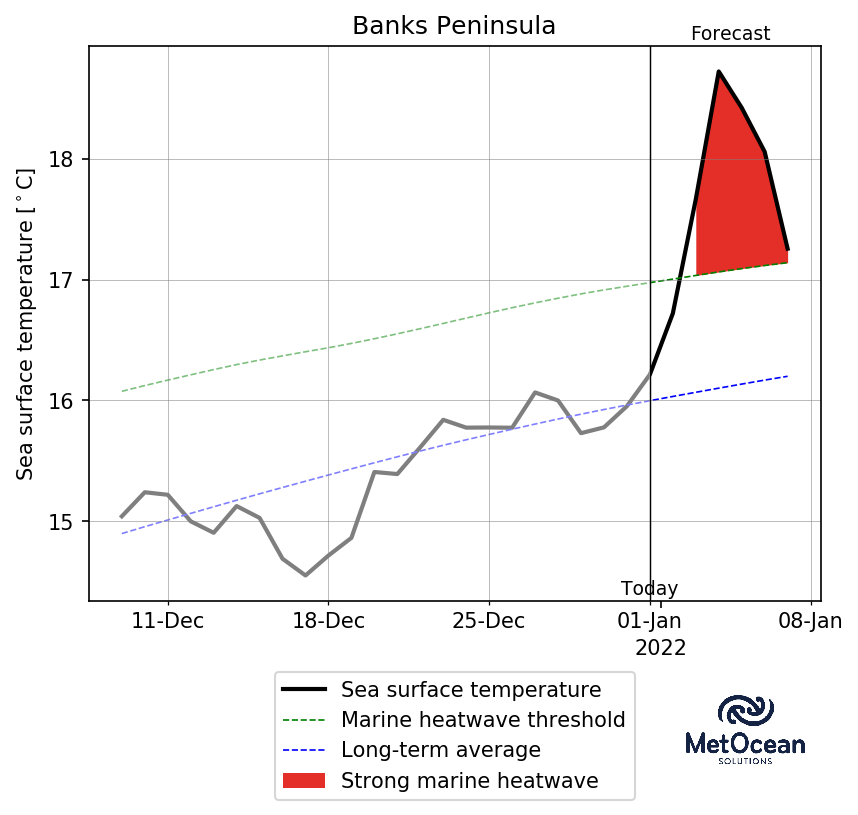 Banks Peninsula
Forecast
Sea surface temperature [°C]
18
17
16
15
Today
11-Dec
18-Dec
25-Dec
01-Jan
08-Jan
2022
Sea surface temperature
Marine heatwave threshold
Long-term average
Strong marine heatwave
MetOcean
SOLUTIONS